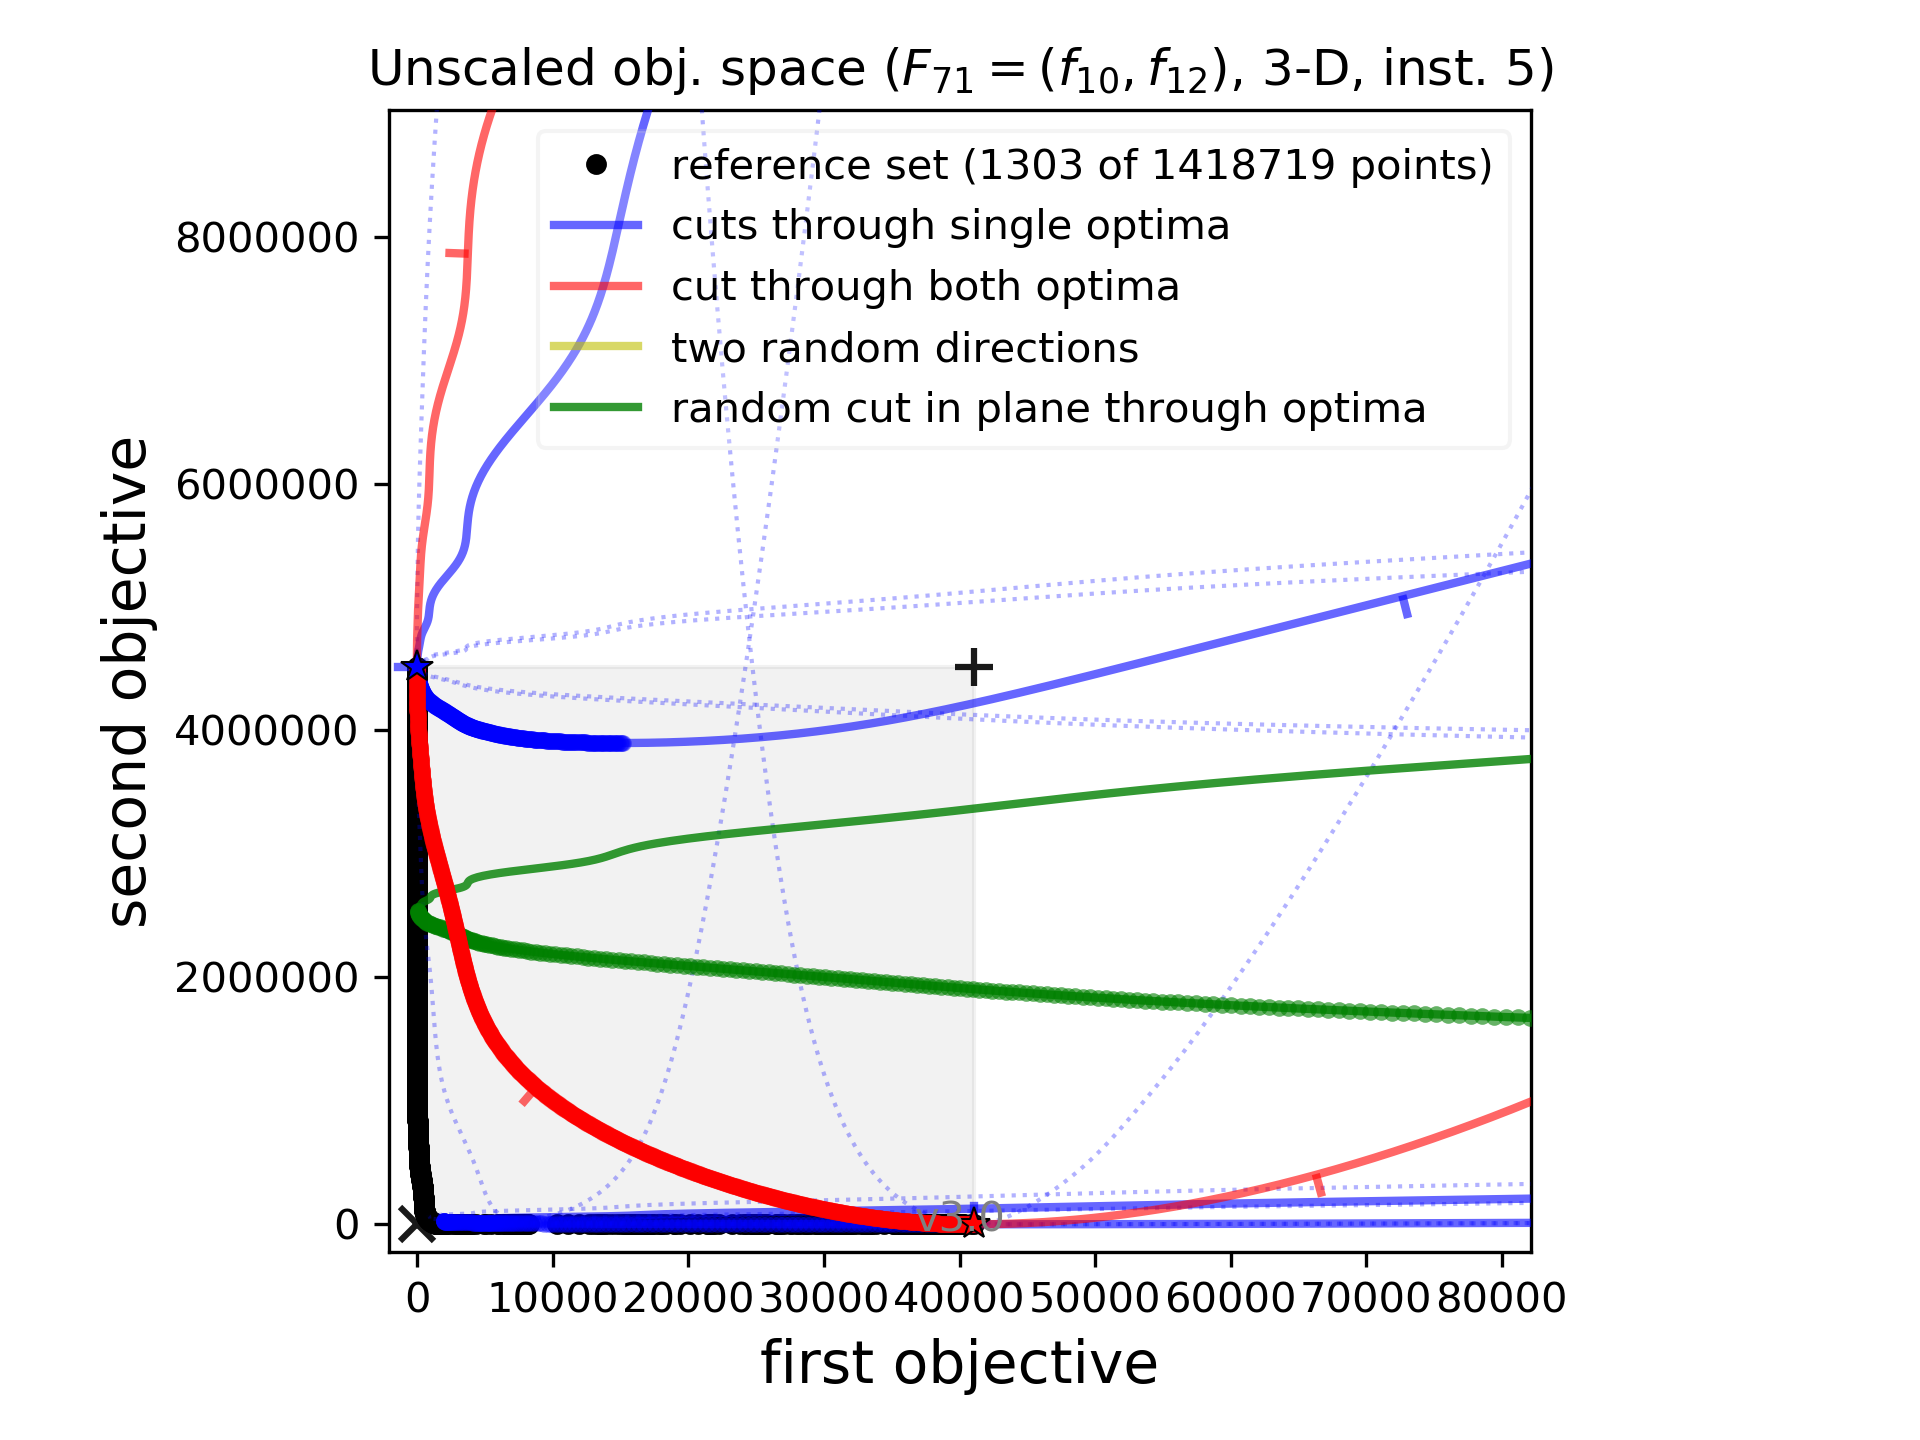 Unscaled obj. space (F71 = (f10, f12), 3-D, inst. 5)
reference set (1303 of 1418719 points)
cuts through single optima
cut through both optima
two random directions
random cut in plane through optima
second objective
8000000
6000000
4000000
2000000
0
v3.0
0 10000 20000 30000 40000 50000 60000 70000 80000
first objective